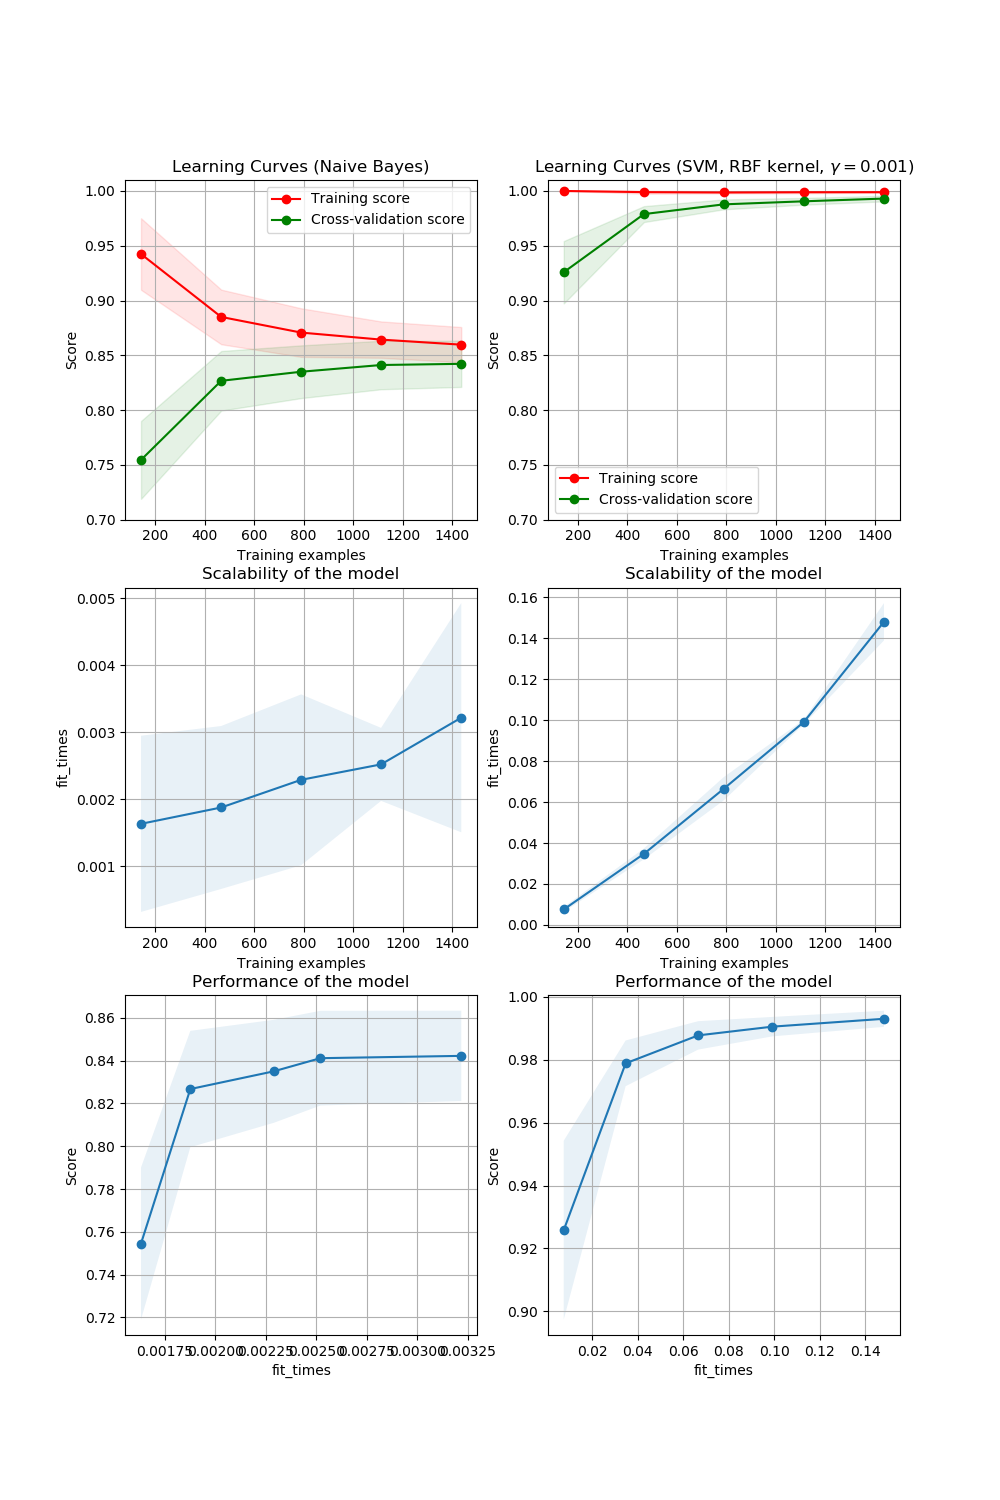 Learning Curves (Naive Bayes)
1.00
0.95
0.90
0.85
0.80
0.75
0.70
Score
Training score
Cross-validation score
200 400 600 800 1000 1200 1400
Training examples
Learning Curves (SVM, RBF kernel, γ = 0.001)
1.00
0.95
0.90
0.85
0.80
0.75
0.70
Score
Training score
Cross-validation score
200 400 600 800 1000 1200 1400
Training examples
Scalability of the model
0.005
0.004
0.003
0.002
0.001
fit_times
200 400 600 800 1000 1200 1400
Training examples
Scalability of the model
0.16
0.14
0.12
0.10
0.08
0.06
0.04
0.02
0.00
fit_times
200 400 600 800 1000 1200 1400
Training examples
Performance of the model
0.86
0.84
0.82
0.80
0.78
0.76
0.74
0.72
Score
0.00175 0.00200 0.00225 0.00250 0.00275 0.00300 0.00325
fit_times
Performance of the model
1.00
0.98
0.96
0.94
0.92
0.90
Score
0.02 0.04 0.06 0.08 0.10 0.12 0.14
fit_times